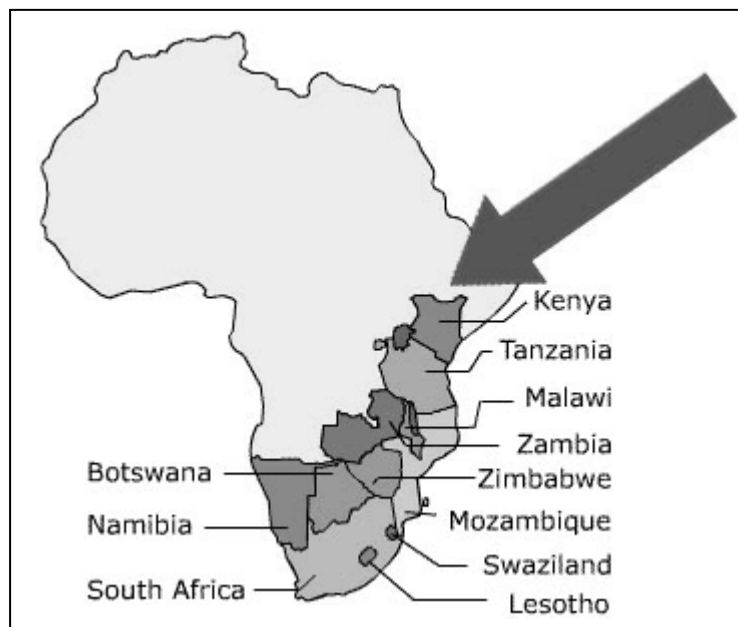 Kenya
Tanzania
Malawi
Zambia
Botswana
Zimbabwe
Namibia
Mozambique
Swaziland
South Africa
Lesotho